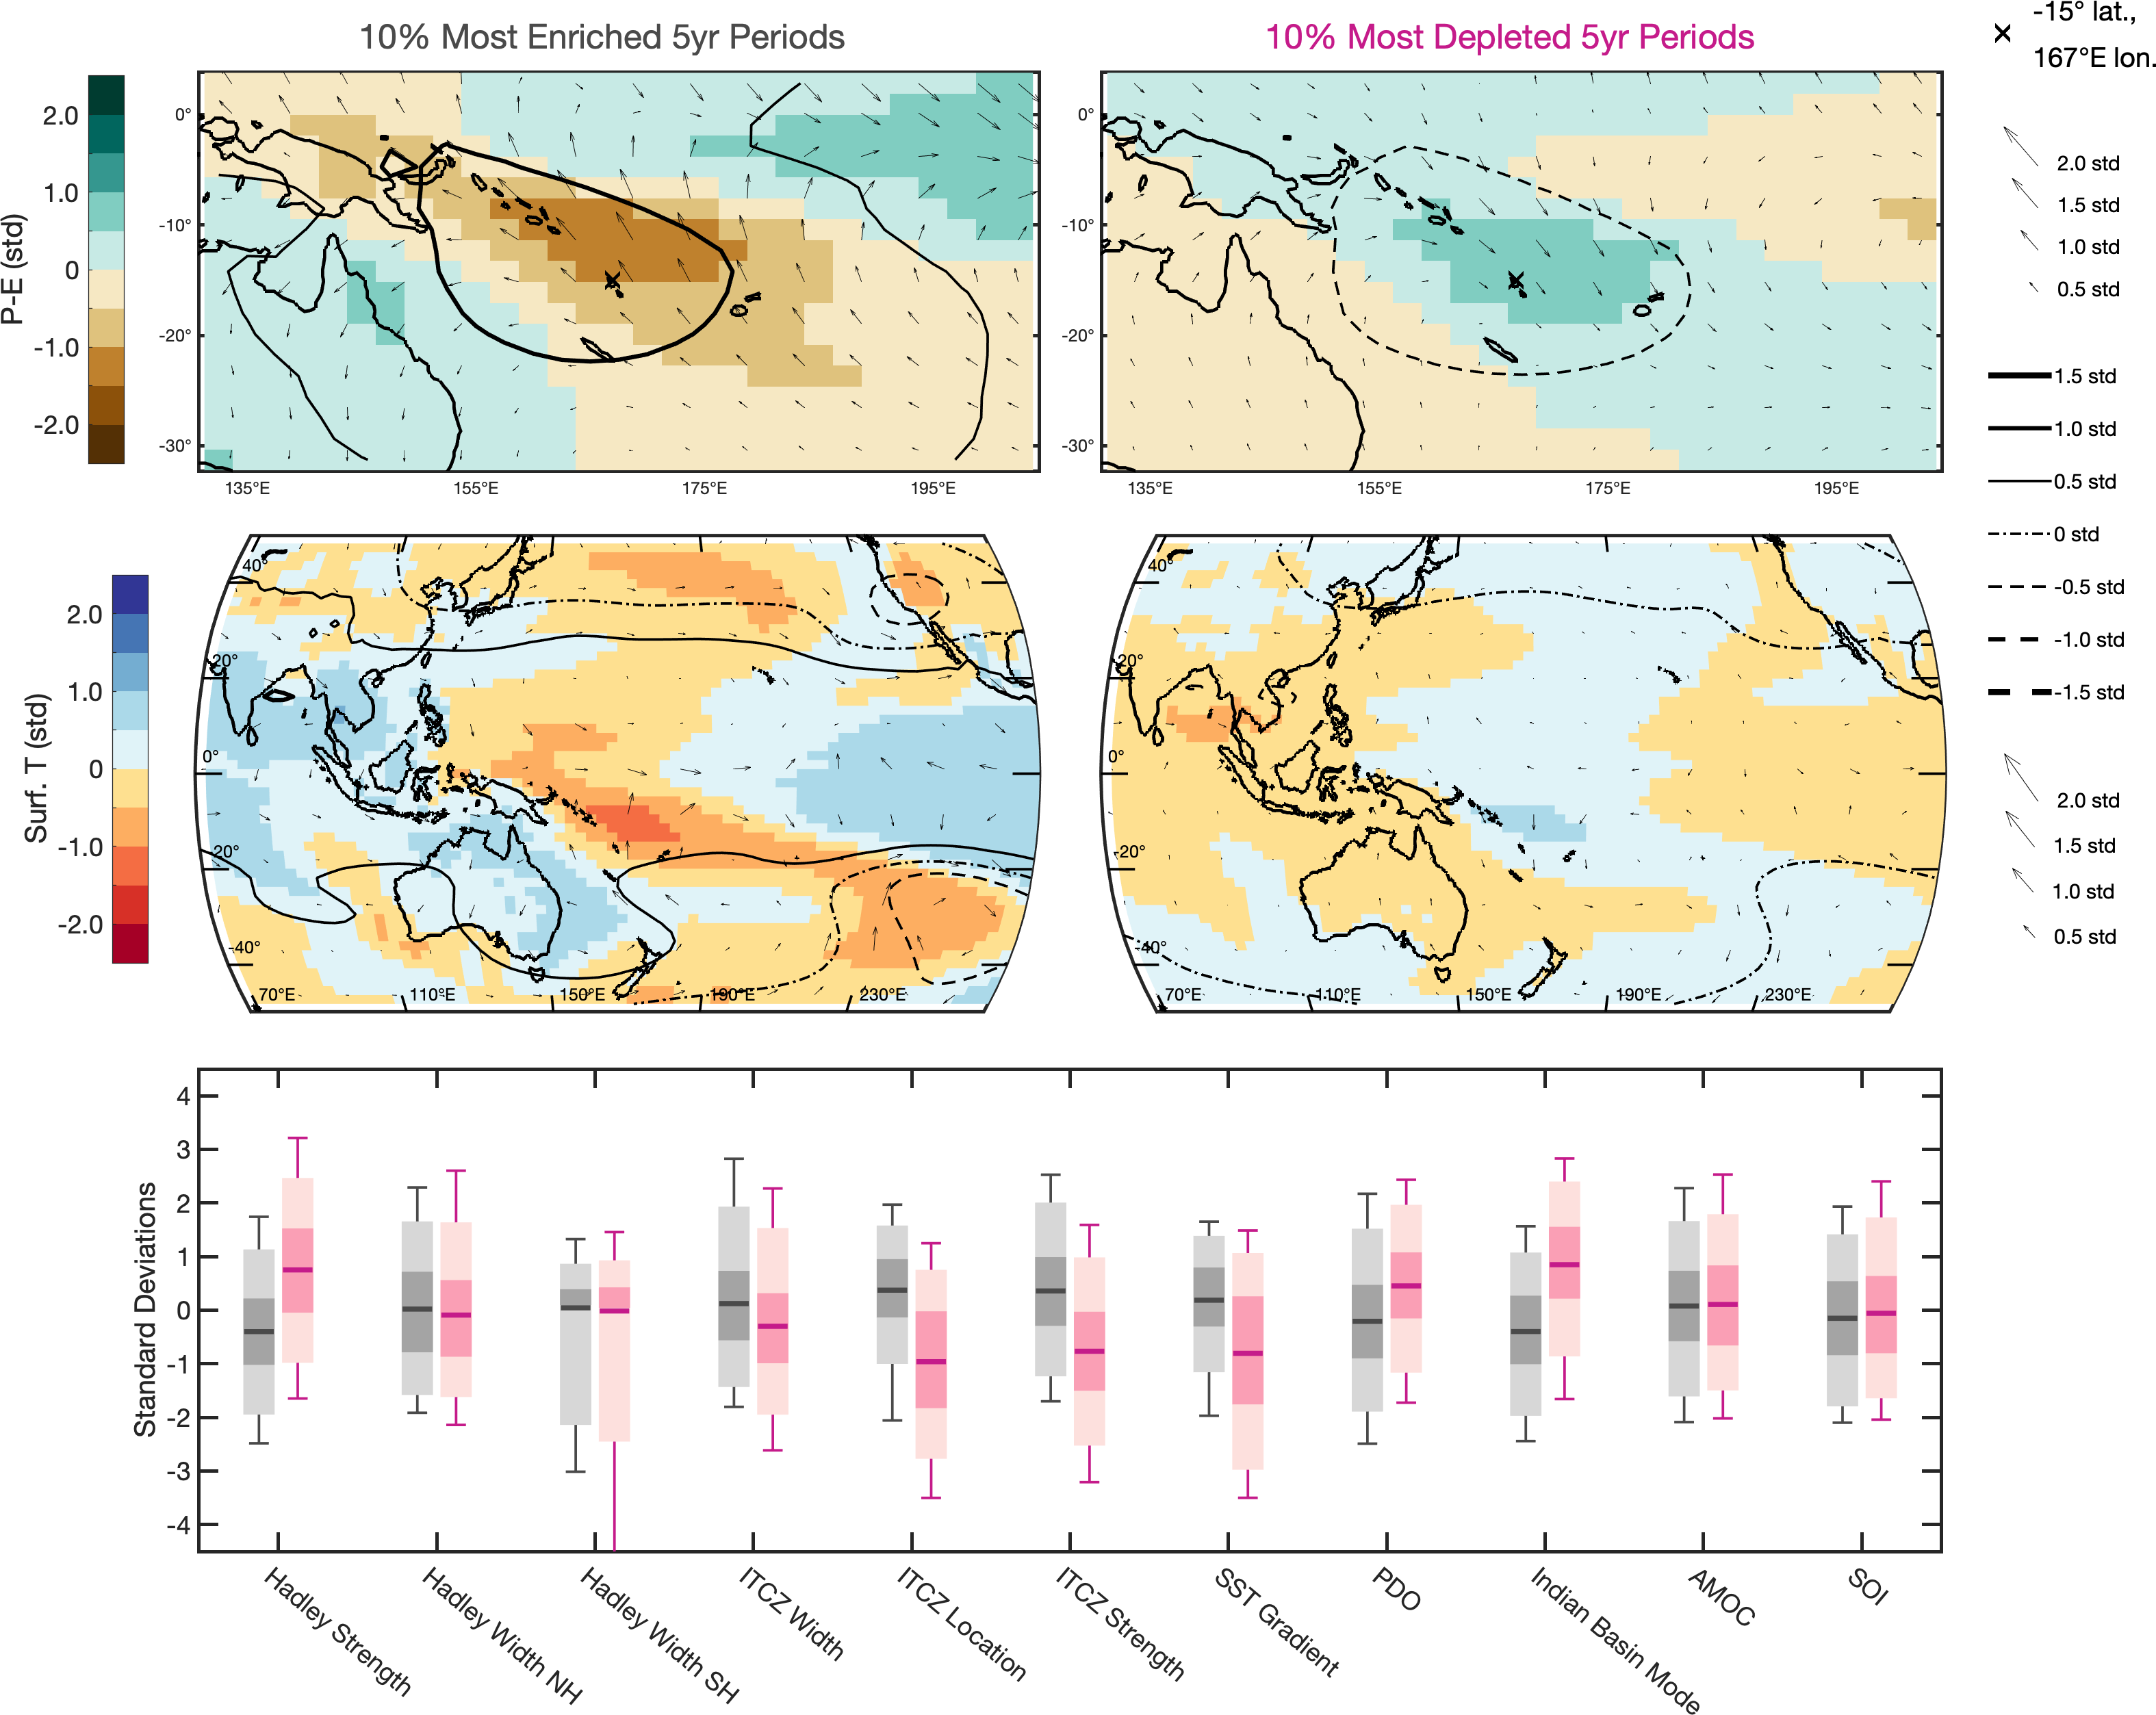 10% Most Enriched 5yr Periods
10% Most Depleted 5yr Periods
-15° lat.,
167°E lon.
P-E (std)
2.0
1.0
0
-1.0
-2.0
0°
-10°
-20°
-30°
135°E 155°E 175°E 195°E
0°
-10°
-20°
-30°
135°E 155°E 175°E 195°E
2.0 std
1.5 std
1.0 std
0.5 std
1.5 std
1.0 std
0.5 std
0 std
-0.5 std
-1.0 std
-1.5 std
Surf. T (std)
2.0
1.0
0
-1.0
-2.0
40°
20°
0°
-20°
-40°
70°E 110°E 150°E 190°E 230°E
40°
20°
0°
-20°
-40°
70°E 110°E 150°E 190°E 230°E
2.0 std
1.5 std
1.0 std
0.5 std
Standard Deviations
4
3
2
1
0
-1
-2
-3
-4
Hadley Strength
Hadley Width NH
Hadley Width SH
ITCZ Width
ITCZ Location
ITCZ Strength
SST Gradient
PDO
Indian Basin Mode
AMOC
SOI